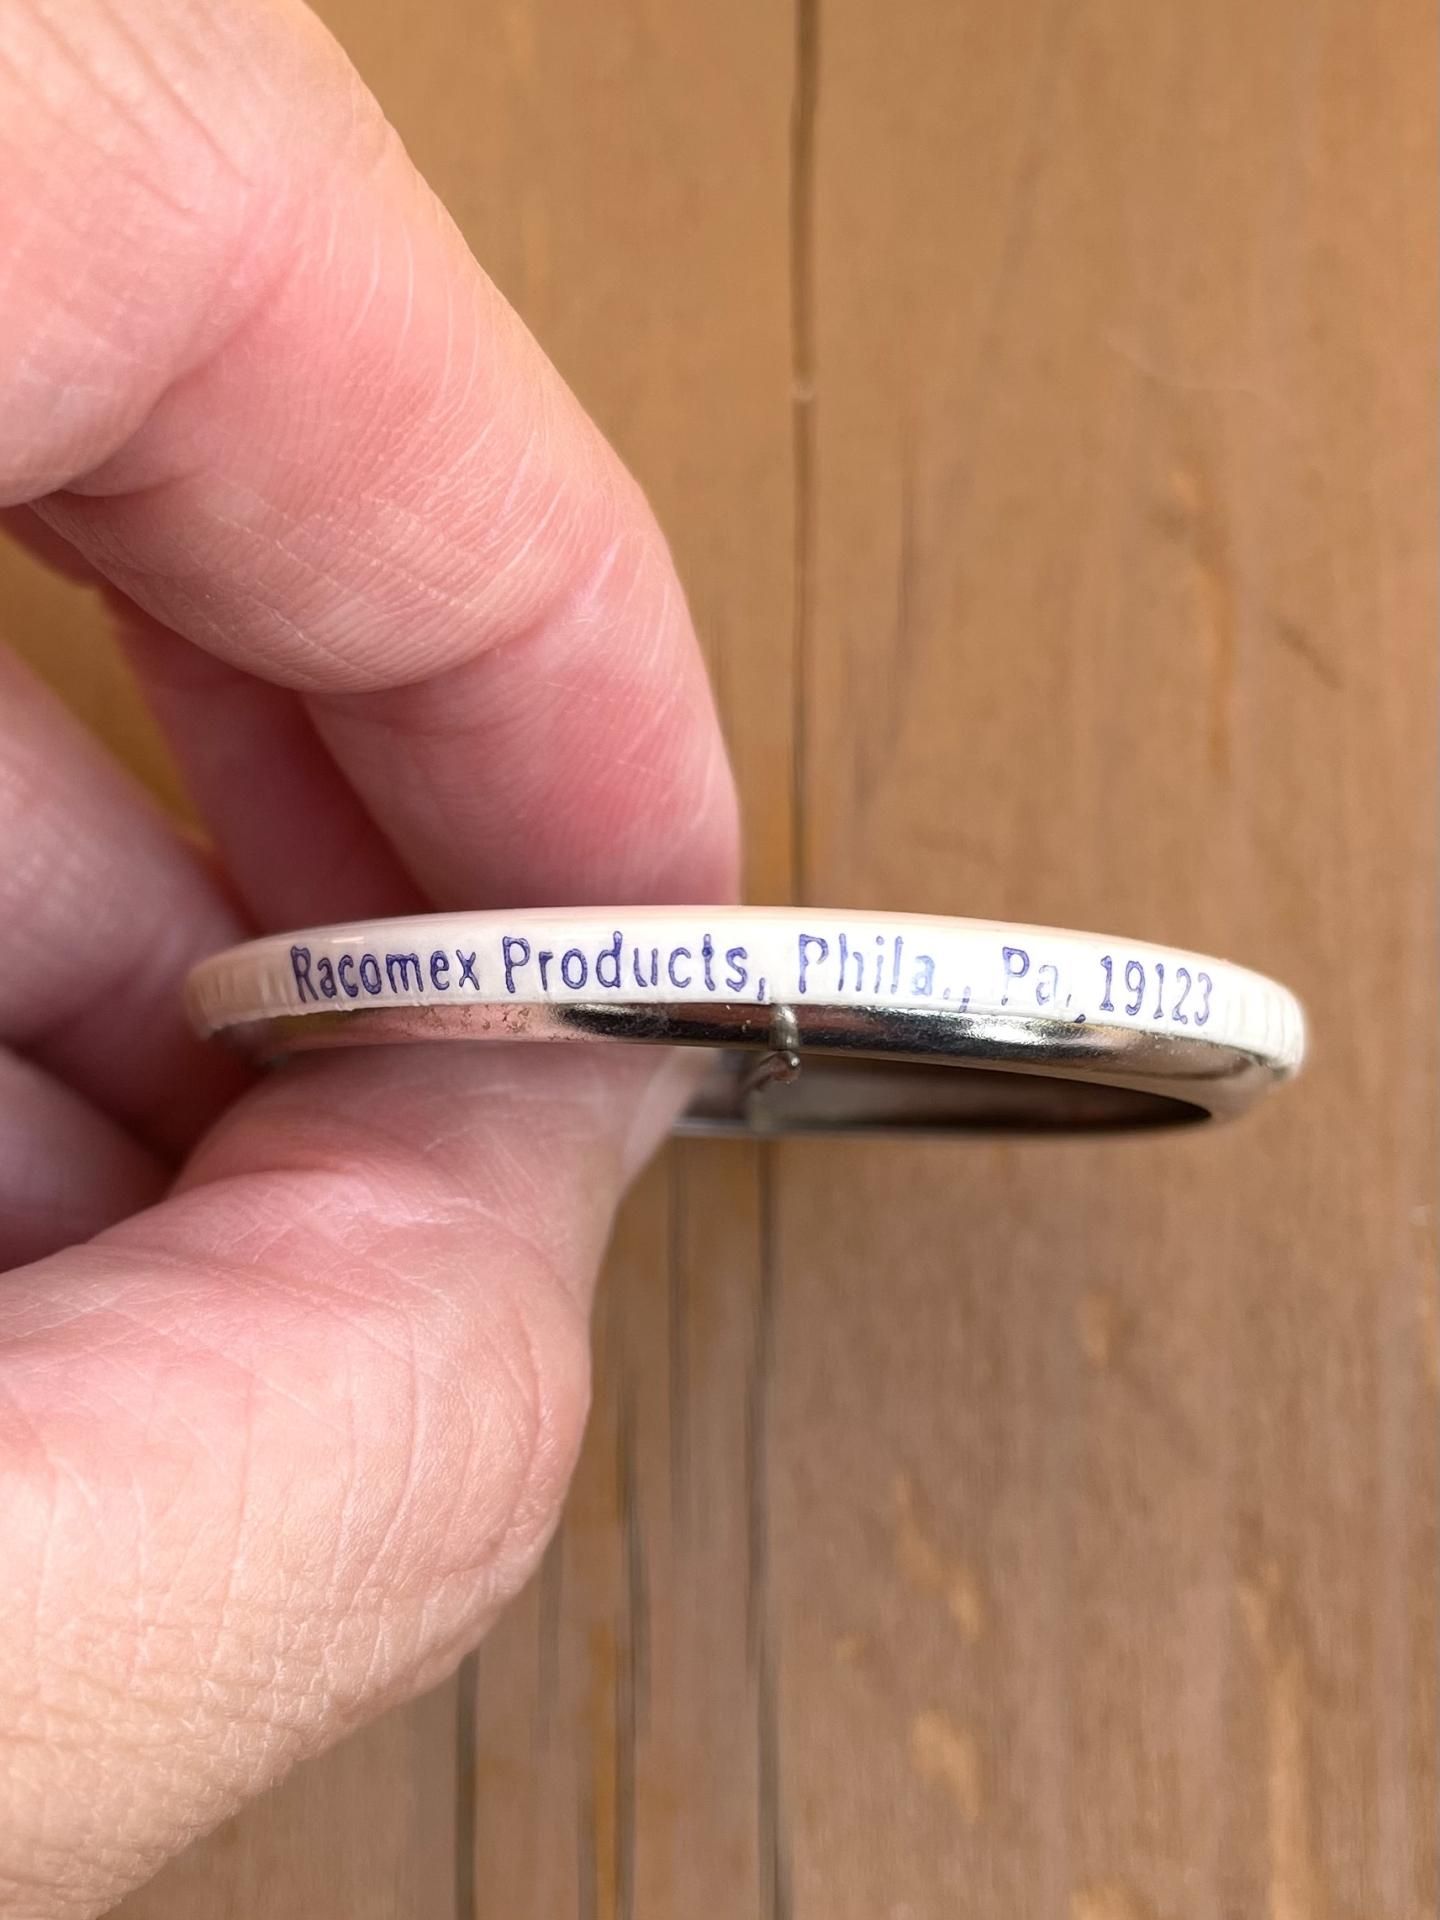 Racomex Products, Phila., Pa, 19123